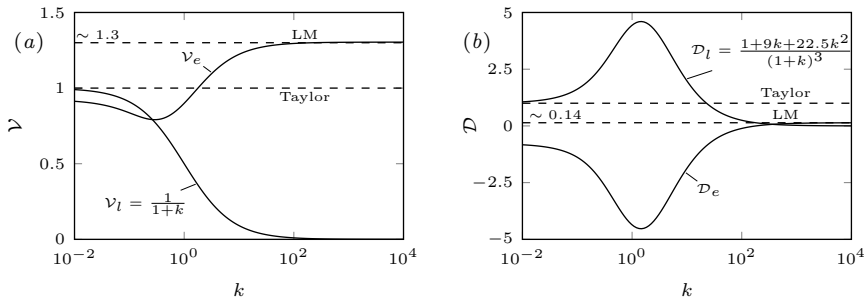 (a)
1.5
1
0.5
0
𝒱
~ 1.3
LM
𝒱_e
Taylor
𝒱_l = 1/(1+k)
10^−2 10^0 10^2 10^4
k
(b)
5
2.5
0
−2.5
−5
𝒟
𝒟_l = (1+9k+22.5k^2)/(1+k)^3
Taylor
LM
~ 0.14
𝒟_e
10^−2 10^0 10^2 10^4
k